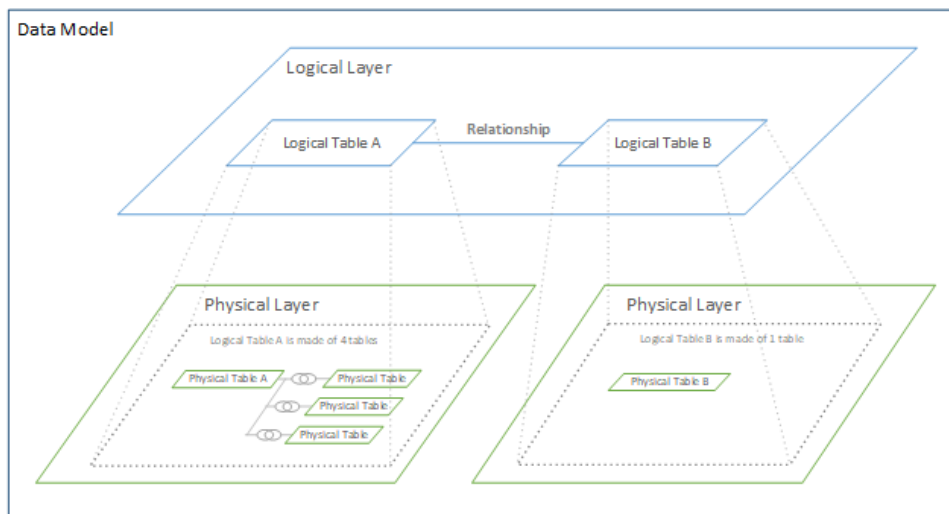 Data Model
Logical Layer
Logical Table A
Relationship
Logical Table B
Physical Layer
Logical Table A is made of 4 tables
Physical Table A
Physical Table
Physical Table
Physical Table
Physical Layer
Logical Table B is made of 1 table
Physical Table B